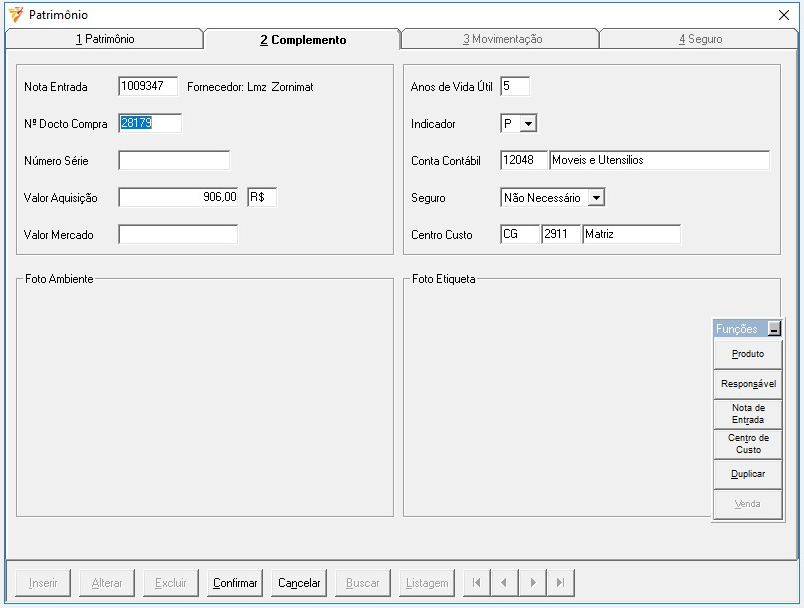 Patrimônio
1 Patrimônio
2 Complemento
3 Movimentação
4 Seguro
Nota Entrada 1009347 Fornecedor: Lmz Zornimat
Nº Docto Compra 28179
Número Série
Valor Aquisição 906,00 R$
Valor Mercado
Anos de Vida Útil 5
Indicador P
Conta Contábil 12048 Moveis e Utensilios
Seguro Não Necessário
Centro Custo CG 2911 Matriz
Foto Ambiente
Foto Etiqueta
Funções
Produto
Responsável
Nota de
Entrada
Centro de
Custo
Duplicar
Venda
Inserir Alterar Excluir Confirmar Cancelar Buscar Listagem